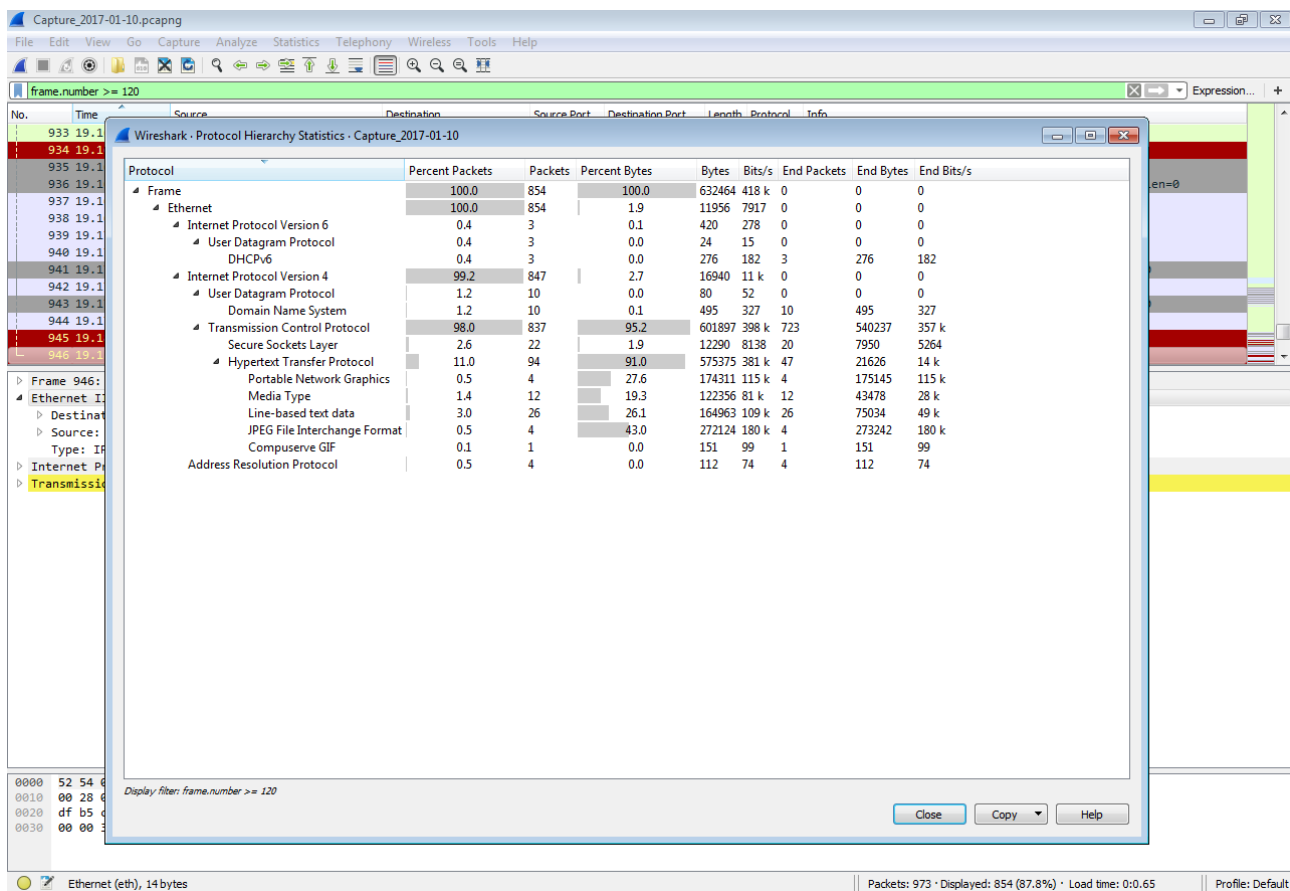 Capture_2017-01-10.pcapng
File Edit View Go Capture Analyze Statistics Telephony Wireless Tools Help
frame.number >= 120
Expression... +
No. Time Source Destination Source Port Destination Port Length Protocol Info
933 19.1
934 19.1
935 19.1
936 19.1 Len=0
937 19.1
938 19.1
939 19.1
940 19.1
941 19.1
942 19.1
943 19.1
944 19.1
945 19.1
946 19.1
Wireshark · Protocol Hierarchy Statistics · Capture_2017-01-10
Protocol Percent Packets Packets Percent Bytes Bytes Bits/s End Packets End Bytes End Bits/s
Frame 100.0 854 100.0 632464 418 k 0 0 0
Ethernet 100.0 854 1.9 11956 7917 0 0 0
Internet Protocol Version 6 0.4 3 0.1 420 278 0 0 0
User Datagram Protocol 0.4 3 0.0 24 15 0 0 0
DHCPv6 0.4 3 0.0 276 182 3 276 182
Internet Protocol Version 4 99.2 847 2.7 16940 11 k 0 0 0
User Datagram Protocol 1.2 10 0.0 80 52 0 0 0
Domain Name System 1.2 10 0.1 495 327 10 495 327
Transmission Control Protocol 98.0 837 95.2 601897 398 k 723 540237 357 k
Secure Sockets Layer 2.6 22 1.9 12290 8138 20 7950 5264
Hypertext Transfer Protocol 11.0 94 91.0 575375 381 k 47 21626 14 k
Portable Network Graphics 0.5 4 27.6 174311 115 k 4 175145 115 k
Media Type 1.4 12 19.3 122356 81 k 12 43478 28 k
Line-based text data 3.0 26 26.1 164963 109 k 26 75034 49 k
JPEG File Interchange Format 0.5 4 43.0 272124 180 k 4 273242 180 k
Compuserve GIF 0.1 1 0.0 151 99 1 151 99
Address Resolution Protocol 0.5 4 0.0 112 74 4 112 74
Display filter: frame.number >= 120
Close Copy Help
Frame 946:
Ethernet II
Destinat
Source:
Type: IP
Internet Pr
Transmissio
0000 52 54
0010 00 28
0020 df b5
0030 00 00
Ethernet (eth), 14 bytes
Packets: 973 · Displayed: 854 (87.8%) · Load time: 0:0.65
Profile: Default